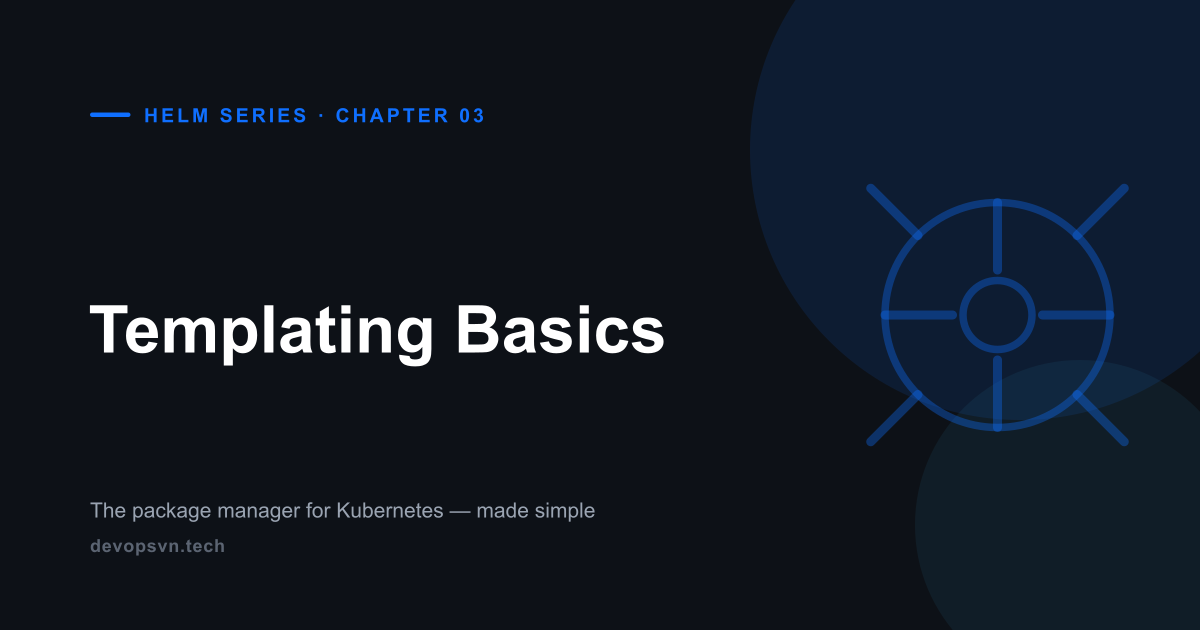 HELM SERIES · CHAPTER 03
Templating Basics
The package manager for Kubernetes — made simple
devopsvn.tech